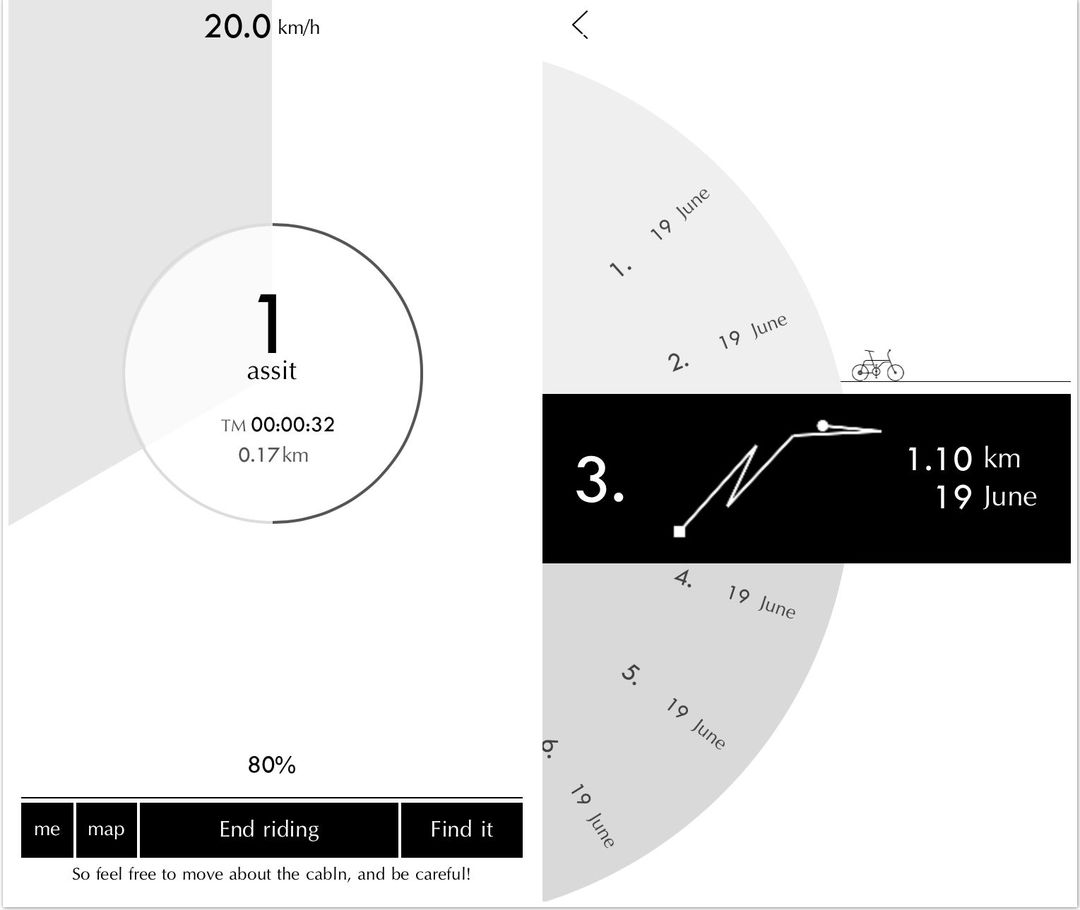 20.0 km/h
1
assit
TM 00:00:32
0.17km
80%
me
map
End riding
Find it
So feel free to move about the cabln, and be careful!
1. 19 June
2. 19 June
3.
1.10 km
19 June
4. 19 June
5. 19 June
6. 19 June